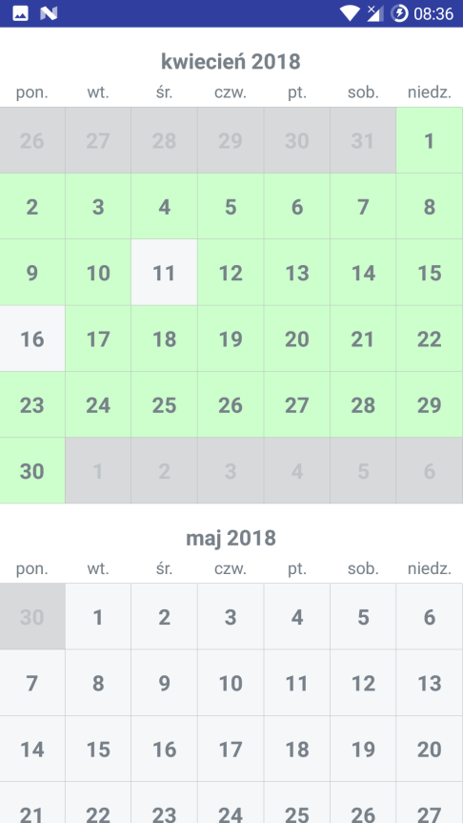 08:36
kwiecień 2018
pon. wt. śr. czw. pt. sob. niedz.
26 27 28 29 30 31 1
2 3 4 5 6 7 8
9 10 11 12 13 14 15
16 17 18 19 20 21 22
23 24 25 26 27 28 29
30 1 2 3 4 5 6
maj 2018
pon. wt. śr. czw. pt. sob. niedz.
30 1 2 3 4 5 6
7 8 9 10 11 12 13
14 15 16 17 18 19 20
21 22 23 24 25 26 27